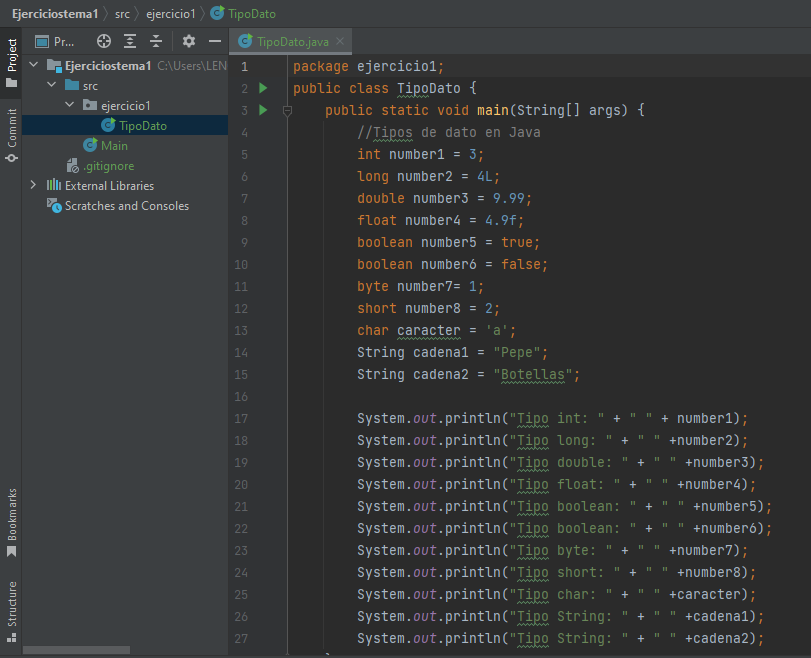 Ejerciciostema1 src ejercicio1 TipoDato
Project
Commit
Bookmarks
Structure
Pr...
Ejerciciostema1 C:\Users\LEN
src
ejercicio1
TipoDato
Main
.gitignore
External Libraries
Scratches and Consoles
TipoDato.java
1 package ejercicio1;
2 public class TipoDato {
3 public static void main(String[] args) {
4 //Tipos de dato en Java
5 int number1 = 3;
6 long number2 = 4L;
7 double number3 = 9.99;
8 float number4 = 4.9f;
9 boolean number5 = true;
10 boolean number6 = false;
11 byte number7= 1;
12 short number8 = 2;
13 char caracter = 'a';
14 String cadena1 = "Pepe";
15 String cadena2 = "Botellas";
16
17 System.out.println("Tipo int: " + " " + number1);
18 System.out.println("Tipo long: " + " " +number2);
19 System.out.println("Tipo double: " + " " +number3);
20 System.out.println("Tipo float: " + " " +number4);
21 System.out.println("Tipo boolean: " + " " +number5);
22 System.out.println("Tipo boolean: " + " " +number6);
23 System.out.println("Tipo byte: " + " " +number7);
24 System.out.println("Tipo short: " + " " +number8);
25 System.out.println("Tipo char: " + " " +caracter);
26 System.out.println("Tipo String: " + " " +cadena1);
27 System.out.println("Tipo String: " + " " +cadena2);